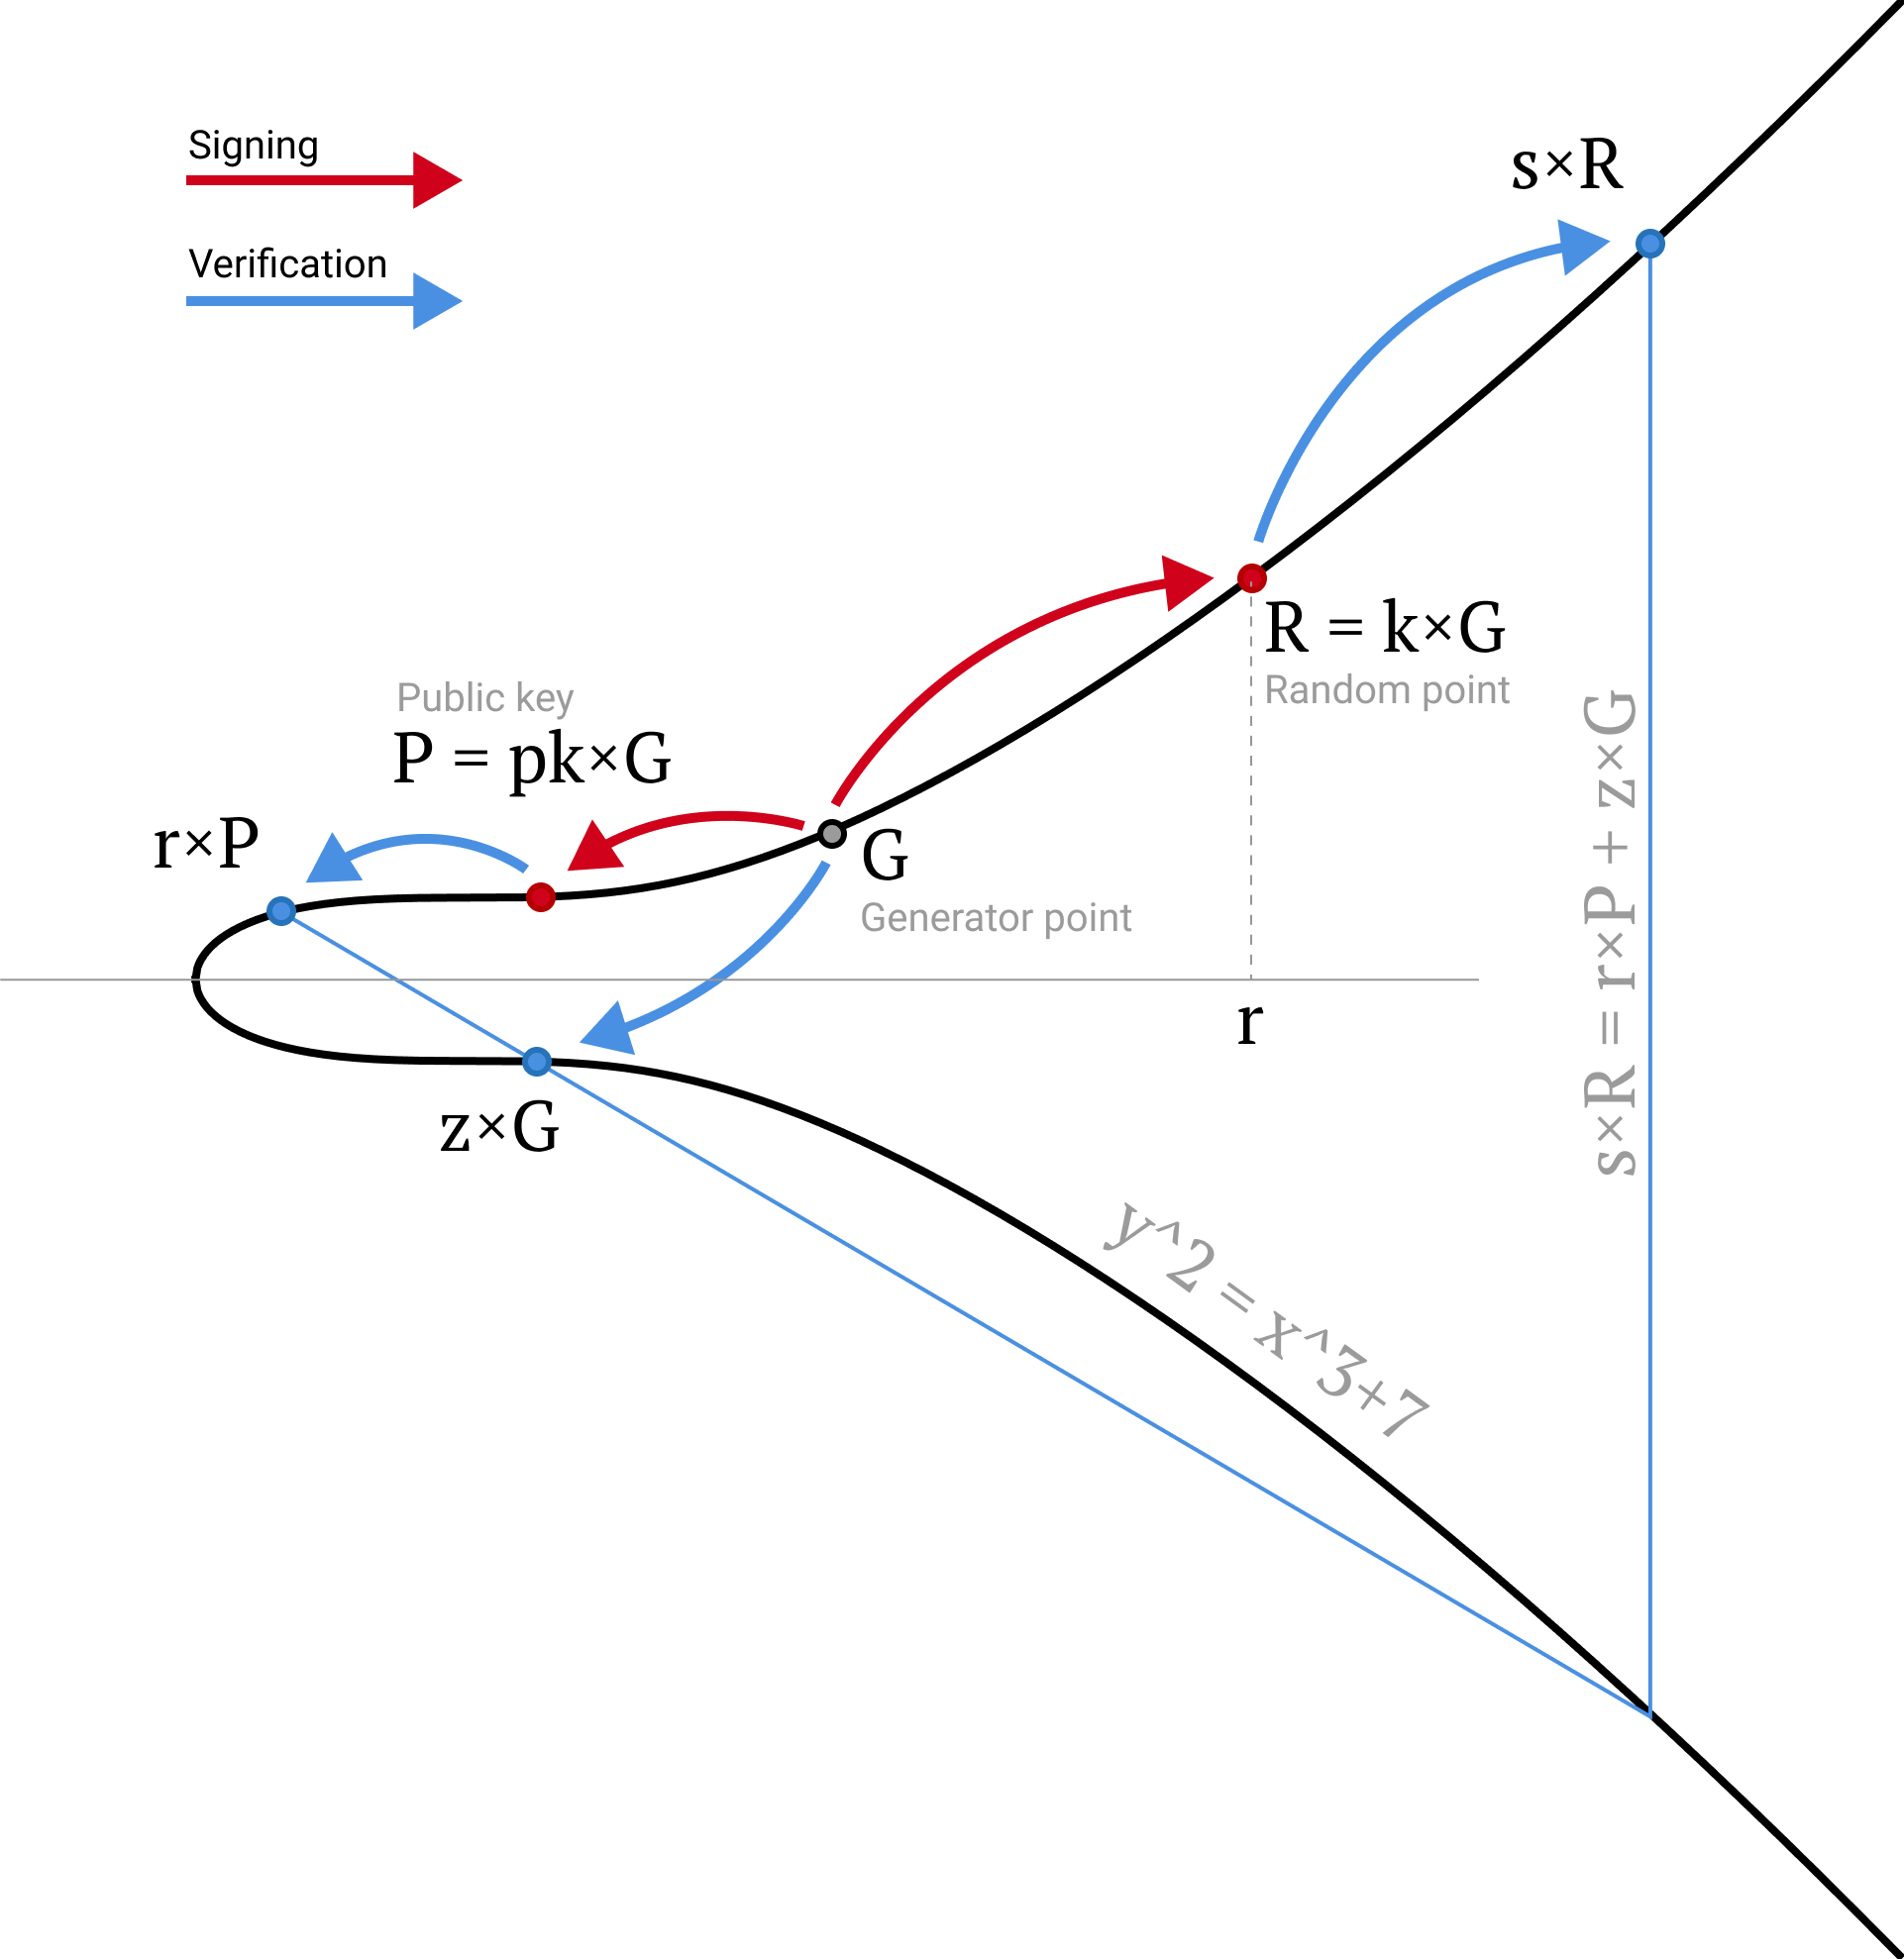 Signing
s×R
Verification
R = k×G
Random point
Public key
P = pk×G
r×P
G
Generator point
r
s×R = r×P + z×G
z×G
y^2 = x^3+7